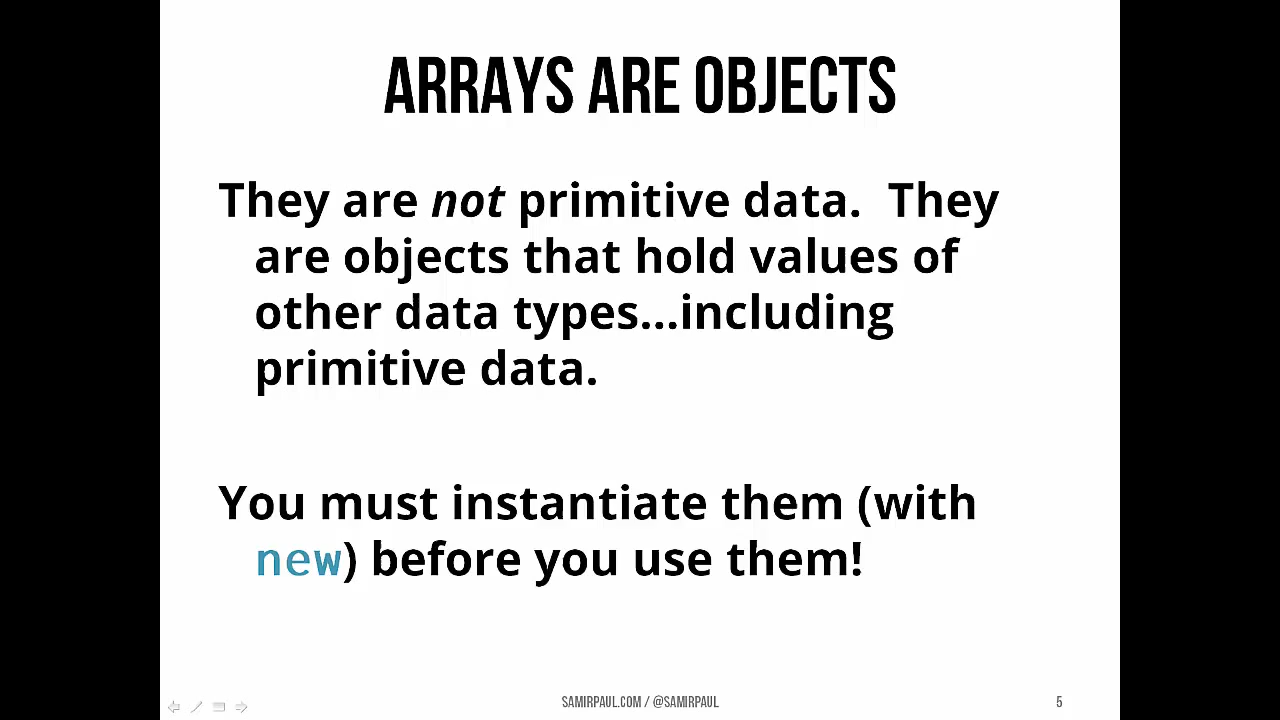 ARRAYS ARE OBJECTS
They are not primitive data.  They
are objects that hold values of
other data types...including
primitive data.
You must instantiate them (with
new) before you use them!
SAMIRPAUL.COM / @SAMIRPAUL
5